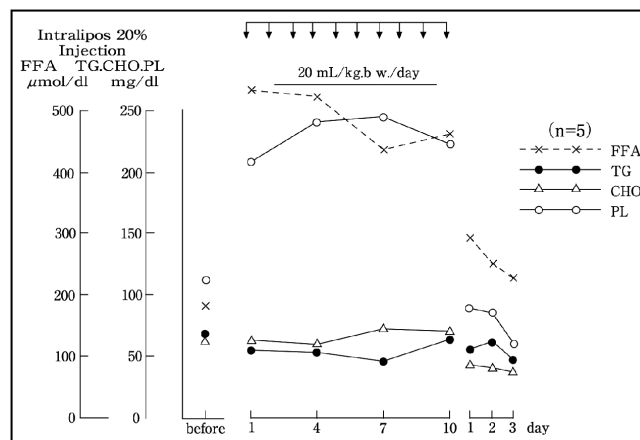 Intralipos 20%
Injection
FFA TG.CHO.PL
μmol/dl mg/dl
20 mL/kg.b w./day
(n=5)
FFA
TG
CHO
PL
500
400
300
200
100
0
250
200
150
100
50
0
before 1 4 7 10 1 2 3 day